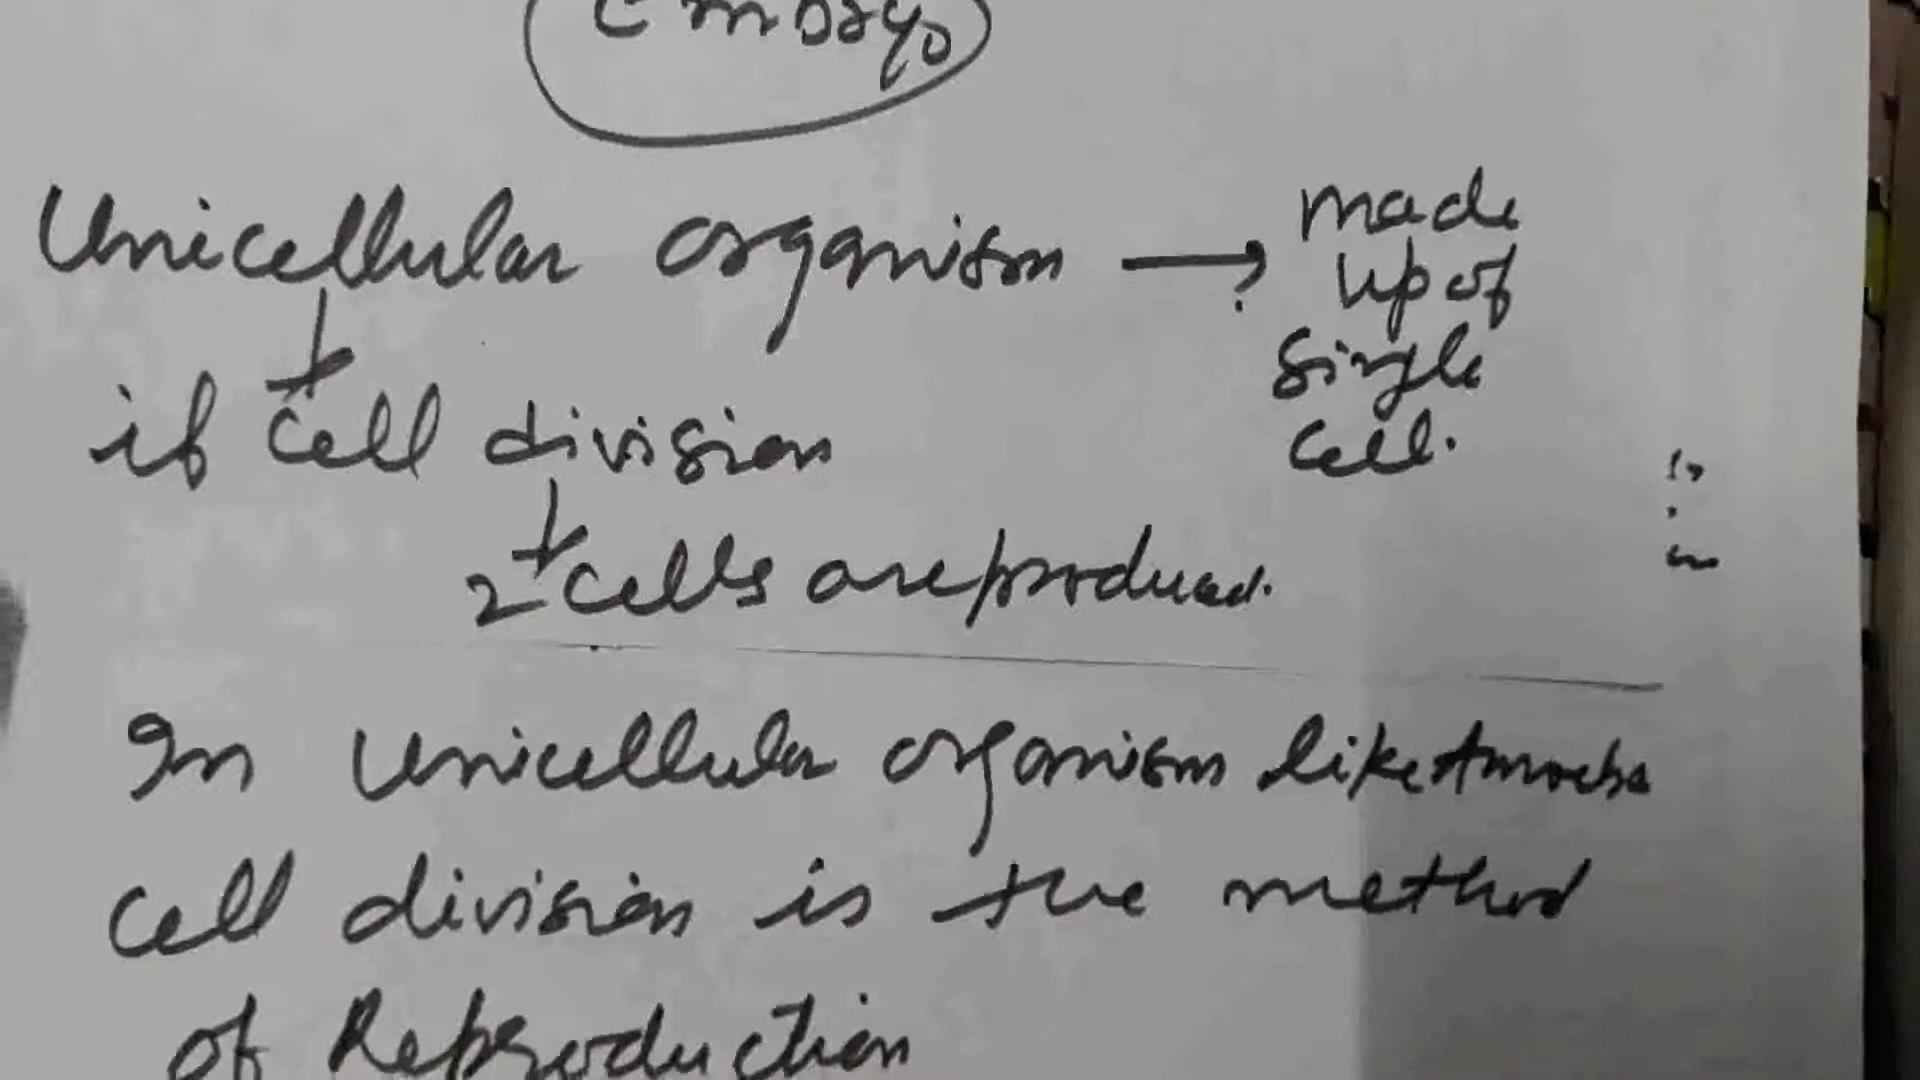 Embryo
Unicellular organism → made
up of
single
cell.
↓
if cell division
↓
2 cells are produced.
In unicellular organism like Amoeba
cell division is the method
of Reproduction